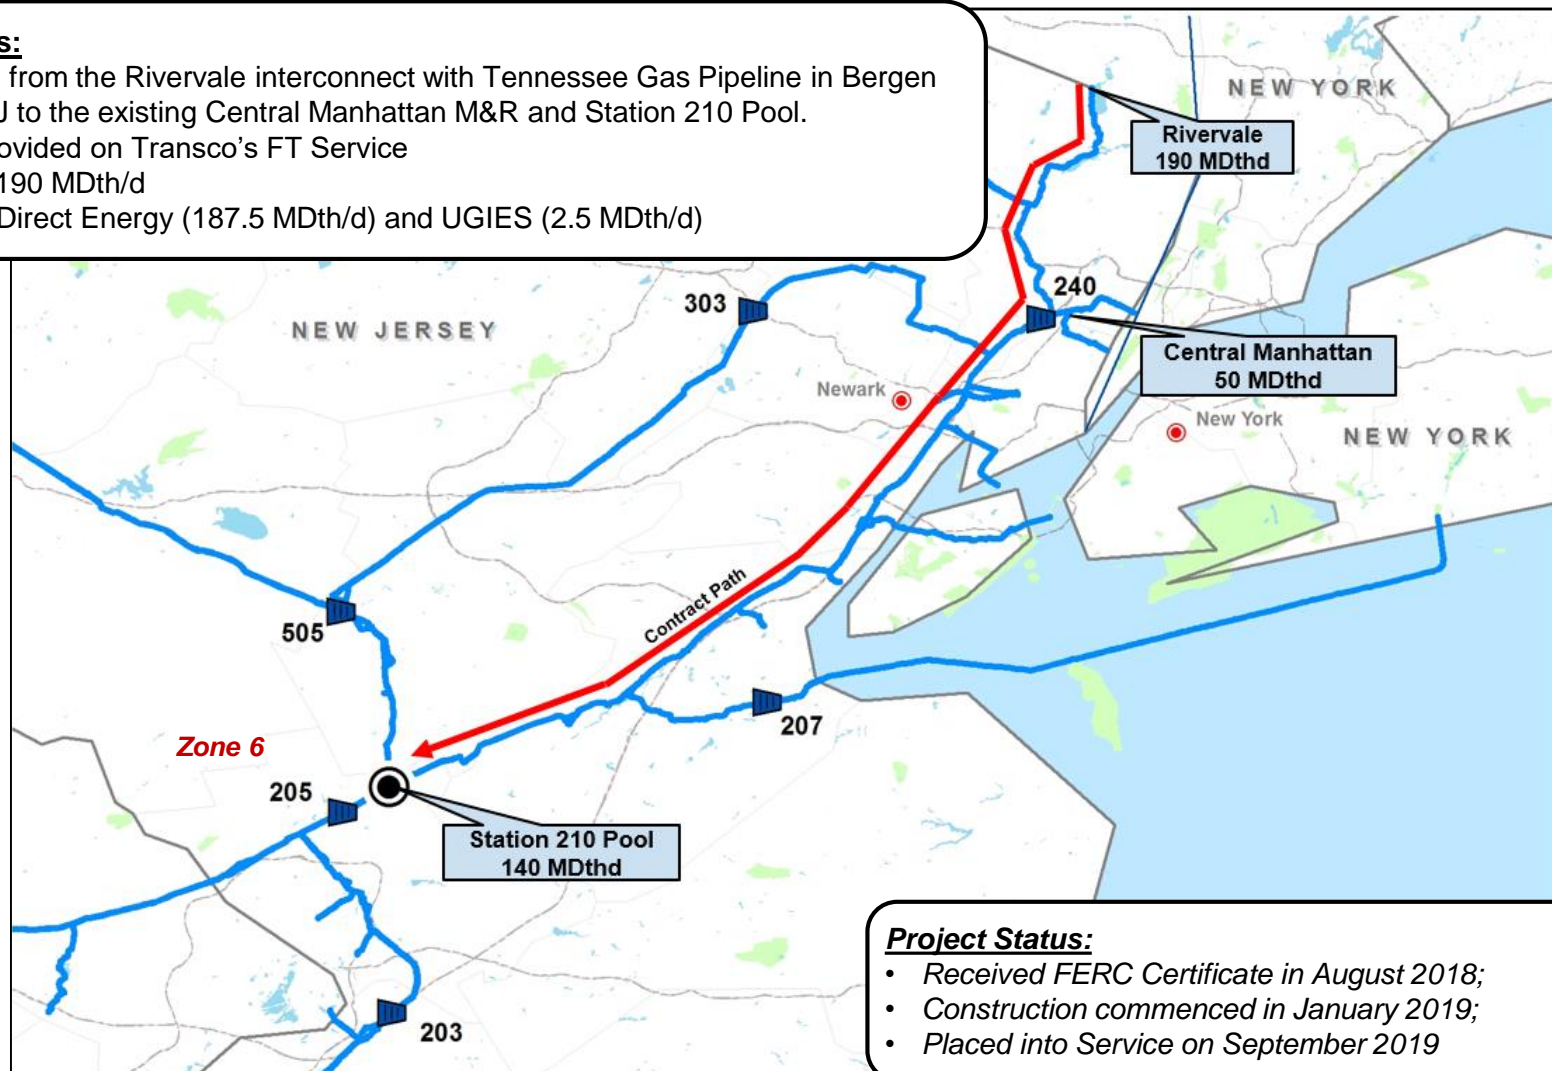 s:
from the Rivervale interconnect with Tennessee Gas Pipeline in Bergen
J to the existing Central Manhattan M&R and Station 210 Pool.
ovided on Transco's FT Service
190 MDth/d
Direct Energy (187.5 MDth/d) and UGIES (2.5 MDth/d)
NEW YORK
Rivervale
190 MDthd
240
303
NEW JERSEY
Central Manhattan
50 MDthd
Newark
New York
NEW YORK
Contract Path
505
207
Zone 6
205
Station 210 Pool
140 MDthd
203
Project Status:
• Received FERC Certificate in August 2018;
• Construction commenced in January 2019;
• Placed into Service on September 2019